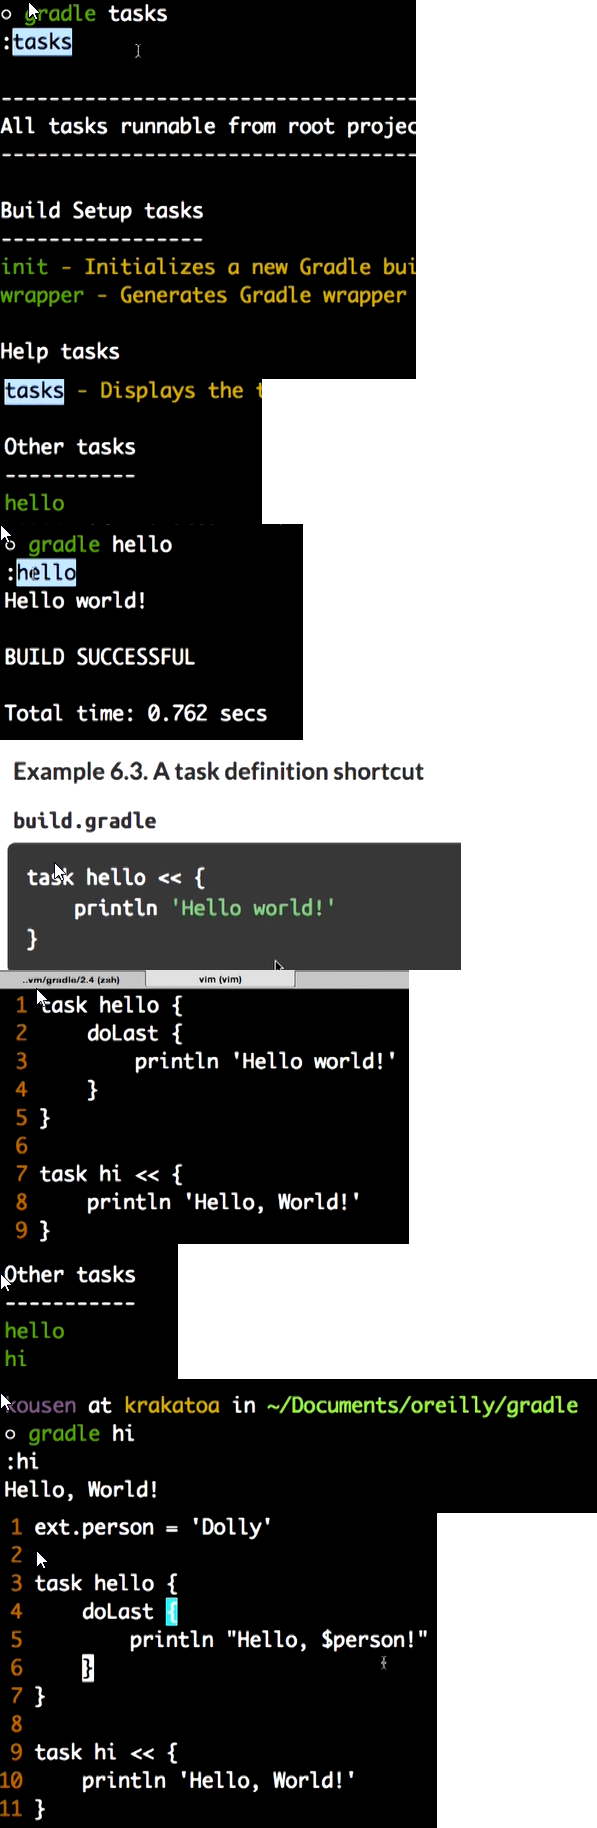 gradle tasks
:tasks
------------------------------------
All tasks runnable from root projec
------------------------------------
Build Setup tasks
-----------------
init - Initializes a new Gradle bui
wrapper - Generates Gradle wrapper
Help tasks
tasks - Displays the t
Other tasks
-----------
hello
gradle hello
:hello
Hello world!
BUILD SUCCESSFUL
Total time: 0.762 secs
Example 6.3. A task definition shortcut
build.gradle
task hello << {
    println 'Hello world!'
}
..vm/gradle/2.4 (zsh) vim (vim)
1 task hello {
2     doLast {
3         println 'Hello world!'
4     }
5 }
6
7 task hi << {
8     println 'Hello, World!'
9 }
Other tasks
-----------
hello
hi
kousen at krakatoa in ~/Documents/oreilly/gradle
gradle hi
:hi
Hello, World!
1 ext.person = 'Dolly'
2
3 task hello {
4     doLast {
5         println "Hello, $person!"
6     }
7 }
8
9 task hi << {
10     println 'Hello, World!'
11 }